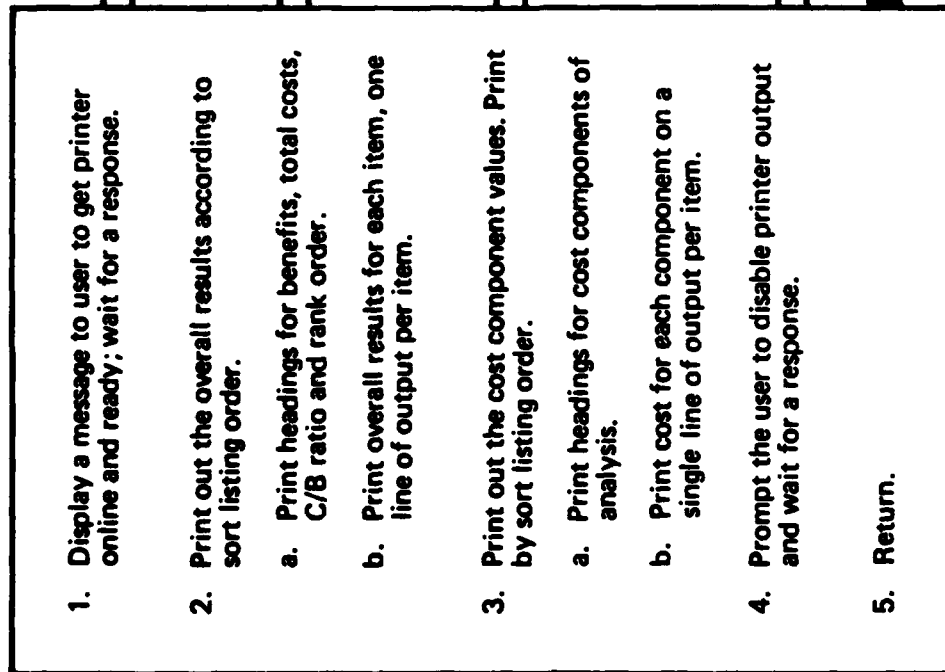 1. Display a message to user to get printer
online and ready; wait for a response.
2. Print out the overall results according to
sort listing order.
a. Print headings for benefits, total costs,
C/B ratio and rank order.
b. Print overall results for each item, one
line of output per item.
3. Print out the cost component values. Print
by sort listing order.
a. Print headings for cost components of
analysis.
b. Print cost for each component on a
single line of output per item.
4. Prompt the user to disable printer output
and wait for a response.
5. Return.